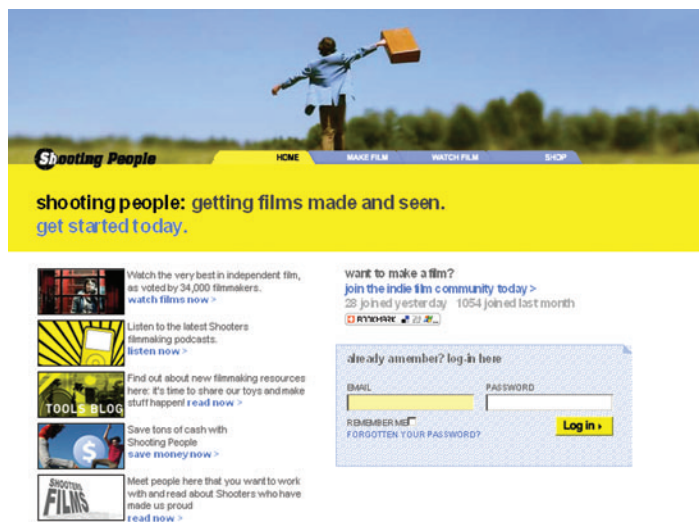 Shooting People
HOME MAKE FILM WATCH FILM SHOP
shooting people: getting films made and seen.
get started today.
Watch the very best in independent film,
as voted by 34,000 filmmakers.
watch films now >
Listen to the latest Shooters
filmmaking podcasts.
listen now >
TOOLS BLOG
Find out about new filmmaking resources
here: it's time to share our toys and make
stuff happen! read now >
$
Save tons of cash with
Shooting People
save money now >
SHOOTERS
FILMS
Meet people here that you want to work
with and read about Shooters who have
made us proud
read now >
want to make a film?
join the indie film community today >
28 joined yesterday 1054 joined last month
BOOKMARK
already a member? log-in here
EMAIL PASSWORD
REMEMBER ME
Log in ›
FORGOTTEN YOUR PASSWORD?